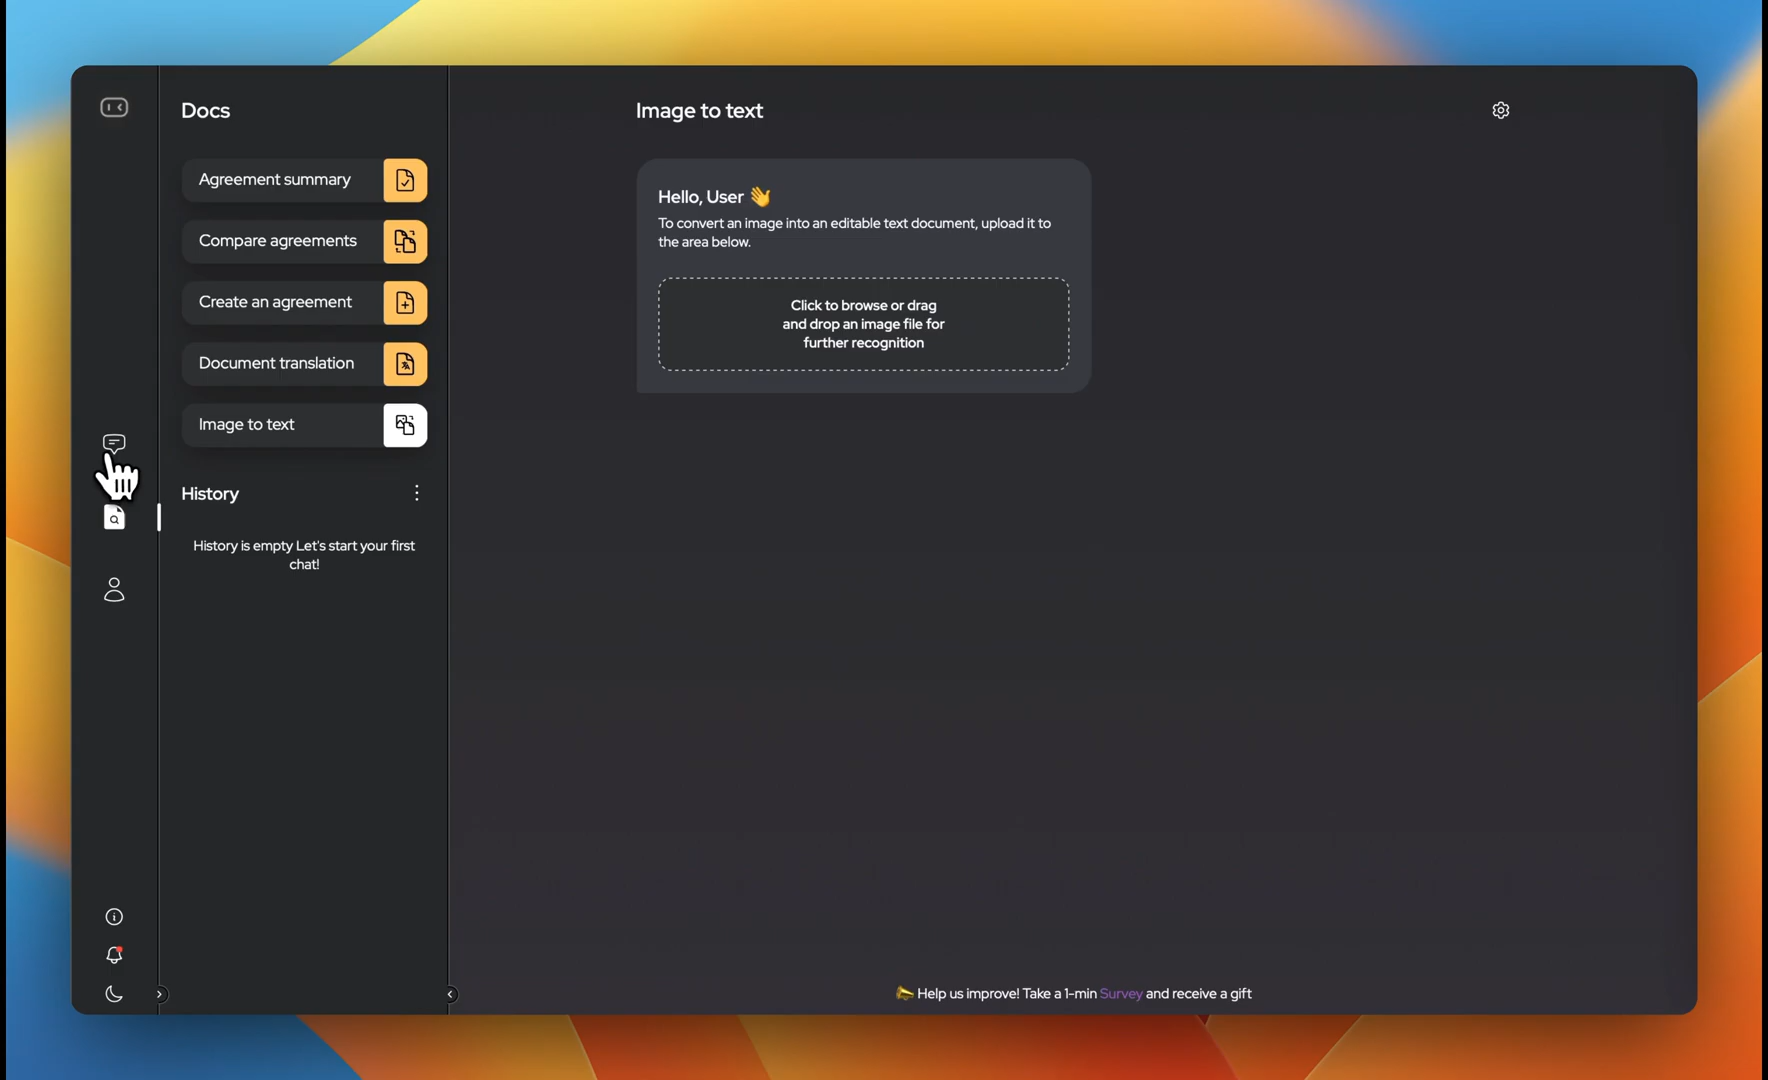 Docs
Agreement summary
Compare agreements
Create an agreement
Document translation
Image to text
History
History is empty Let's start your first
chat!
Image to text
Hello, User 👋
To convert an image into an editable text document, upload it to
the area below.
Click to browse or drag
and drop an image file for
further recognition
📣 Help us improve! Take a 1-min Survey and receive a gift